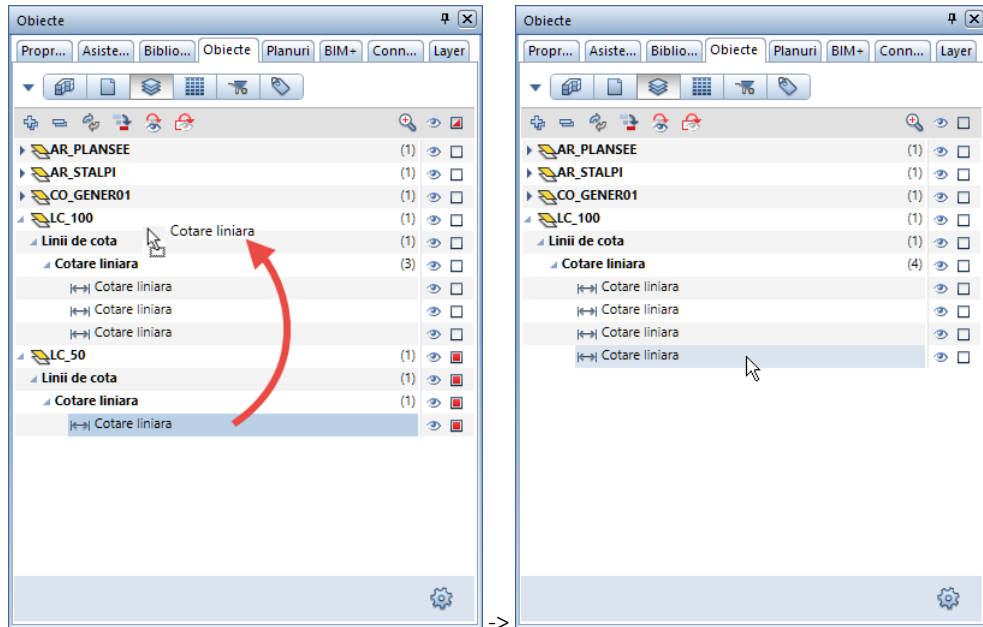 Obiecte
Propr... Asiste... Biblio... Obiecte Planuri BIM+ Conn... Layer
AR_PLANSEE (1)
AR_STALPI (1)
CO_GENER01 (1)
LC_100 (1)
Cotare liniara
Linii de cota (1)
Cotare liniara (3)
Cotare liniara
Cotare liniara
Cotare liniara
LC_50 (1)
Linii de cota (1)
Cotare liniara (1)
Cotare liniara
->
Obiecte
Propr... Asiste... Biblio... Obiecte Planuri BIM+ Conn... Layer
AR_PLANSEE (1)
AR_STALPI (1)
CO_GENER01 (1)
LC_100 (1)
Linii de cota (1)
Cotare liniara (4)
Cotare liniara
Cotare liniara
Cotare liniara
Cotare liniara